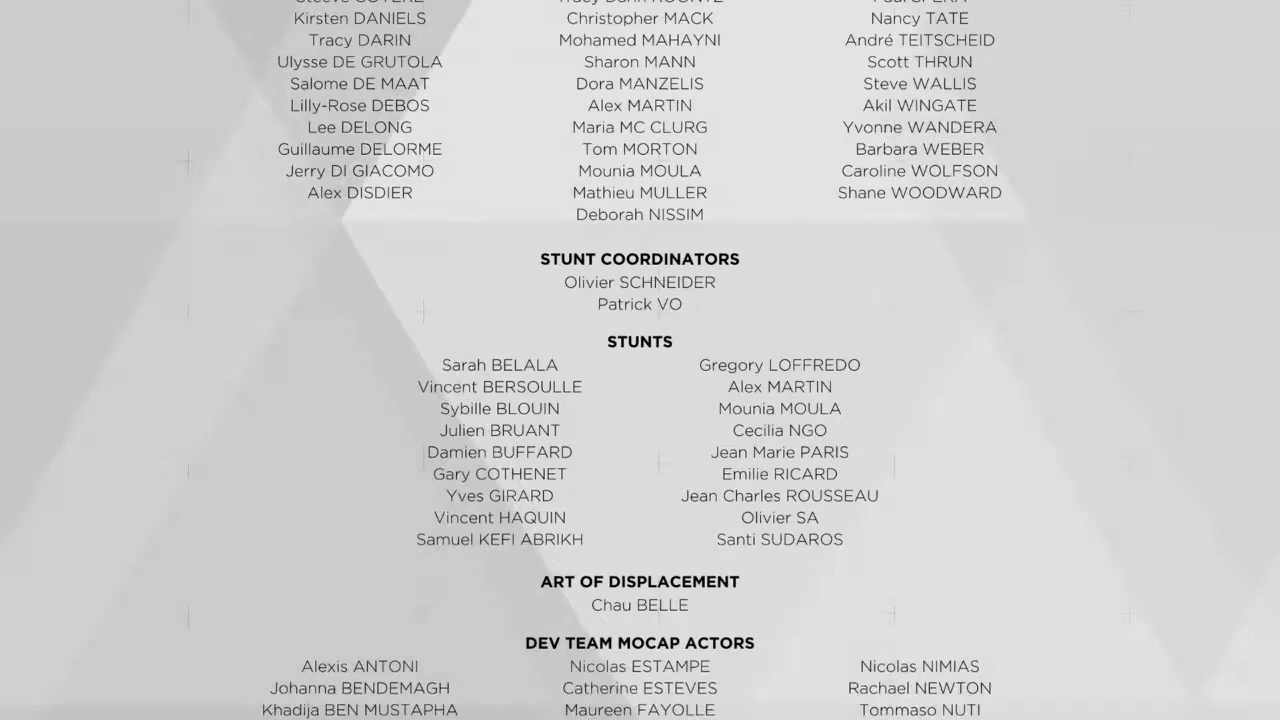 Kirsten DANIELS
Tracy DARIN
Ulysse DE GRUTOLA
Salome DE MAAT
Lilly-Rose DEBOS
Lee DELONG
Guillaume DELORME
Jerry DI GIACOMO
Alex DISDIER
Christopher MACK
Mohamed MAHAYNI
Sharon MANN
Dora MANZELIS
Alex MARTIN
Maria MC CLURG
Tom MORTON
Mounia MOULA
Mathieu MULLER
Deborah NISSIM
Nancy TATE
André TEITSCHEID
Scott THRUN
Steve WALLIS
Akil WINGATE
Yvonne WANDERA
Barbara WEBER
Caroline WOLFSON
Shane WOODWARD
STUNT COORDINATORS
Olivier SCHNEIDER
Patrick VO
STUNTS
Sarah BELALA
Vincent BERSOULLE
Sybille BLOUIN
Julien BRUANT
Damien BUFFARD
Gary COTHENET
Yves GIRARD
Vincent HAQUIN
Samuel KEFI ABRIKH
Gregory LOFFREDO
Alex MARTIN
Mounia MOULA
Cecilia NGO
Jean Marie PARIS
Emilie RICARD
Jean Charles ROUSSEAU
Olivier SA
Santi SUDAROS
ART OF DISPLACEMENT
Chau BELLE
DEV TEAM MOCAP ACTORS
Alexis ANTONI
Johanna BENDEMAGH
Khadija BEN MUSTAPHA
Nicolas ESTAMPE
Catherine ESTEVES
Maureen FAYOLLE
Nicolas NIMIAS
Rachael NEWTON
Tommaso NUTI